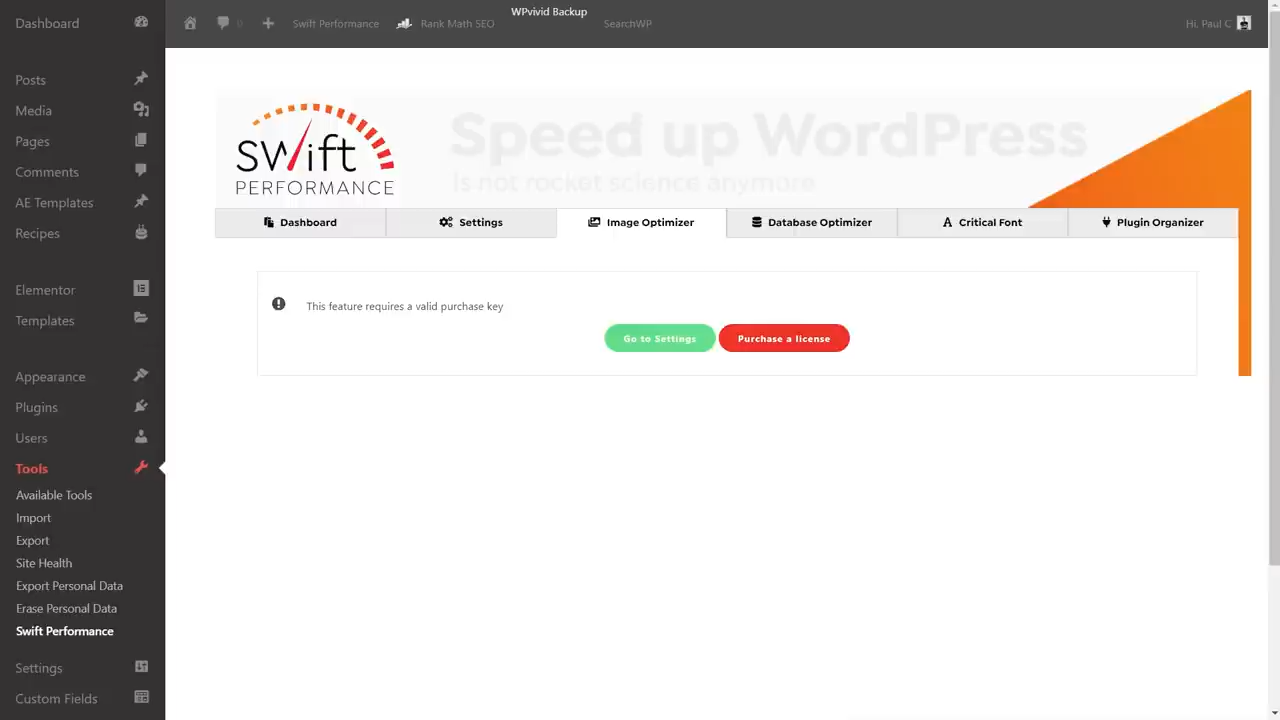 Dashboard
Posts
Media
Pages
Comments
AE Templates
Recipes
Elementor
Templates
Appearance
Plugins
Users
Tools
Available Tools
Import
Export
Site Health
Export Personal Data
Erase Personal Data
Swift Performance
Settings
Custom Fields
0 Swift Performance Rank Math SEO WPvivid Backup SearchWP Hi, Paul C
swift
PERFORMANCE
Speed up WordPress
Is not rocket science anymore
Dashboard Settings Image Optimizer Database Optimizer Critical Font Plugin Organizer
This feature requires a valid purchase key
Go to Settings Purchase a license